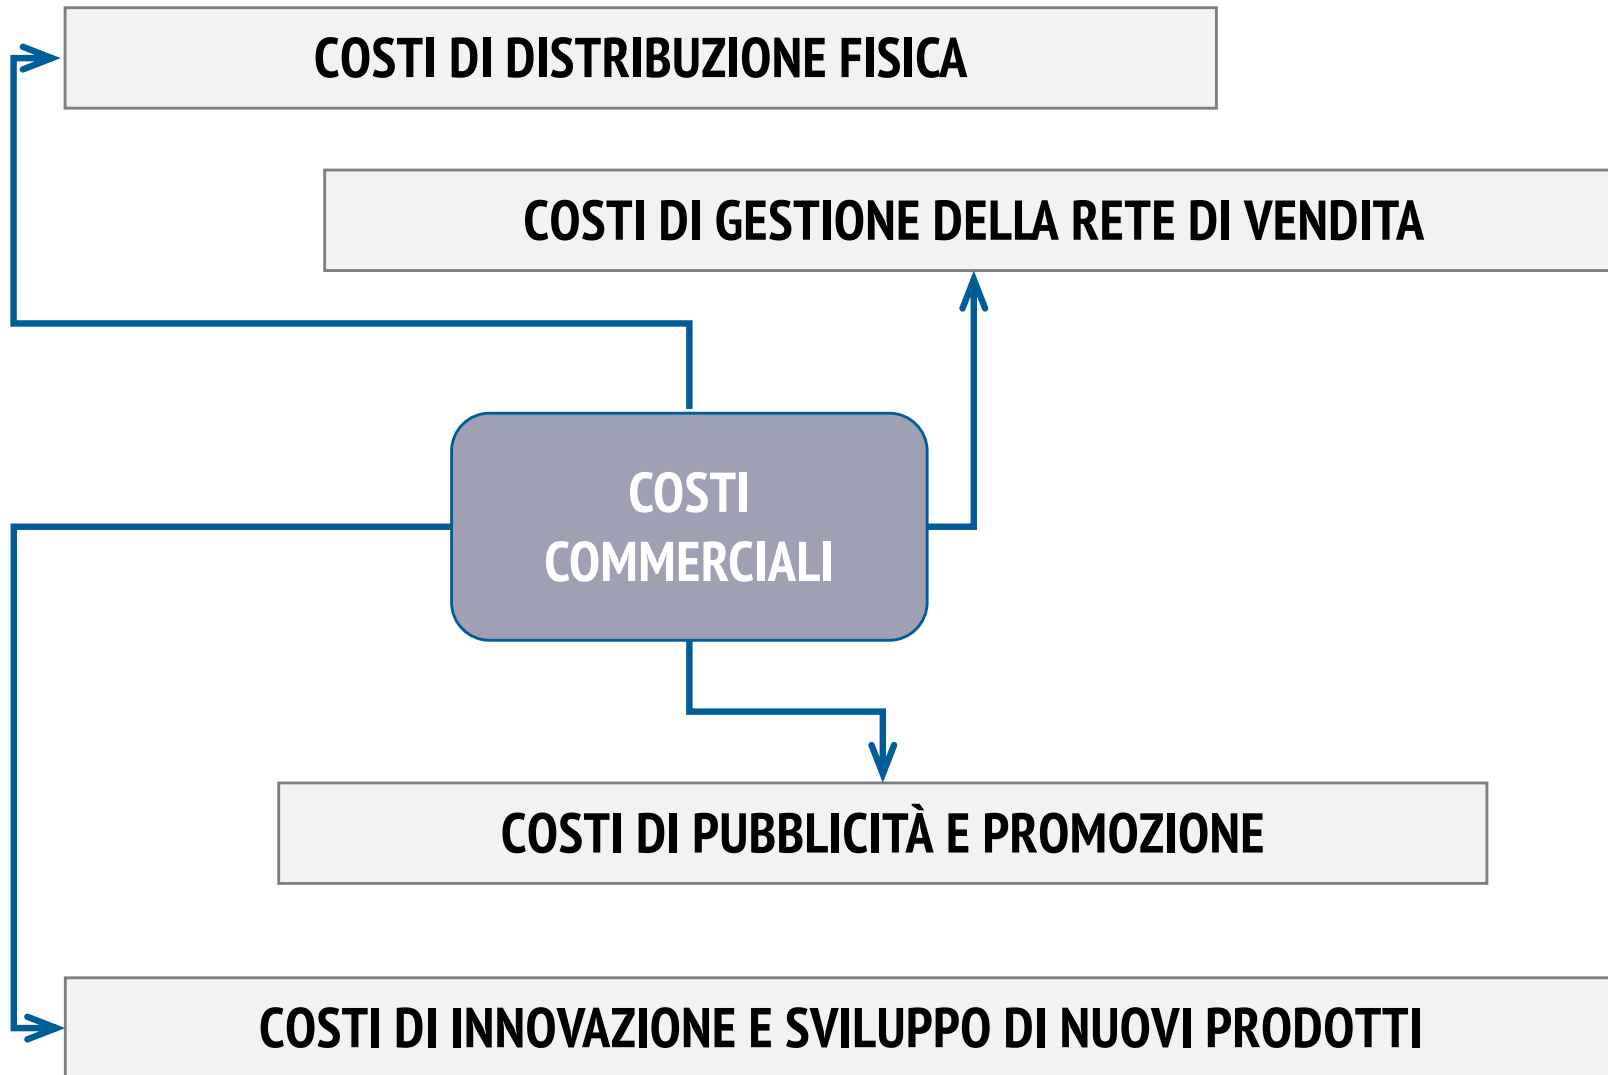 COSTI DI DISTRIBUZIONE FISICA
COSTI DI GESTIONE DELLA RETE DI VENDITA
COSTI
COMMERCIALI
COSTI DI PUBBLICITÀ E PROMOZIONE
COSTI DI INNOVAZIONE E SVILUPPO DI NUOVI PRODOTTI